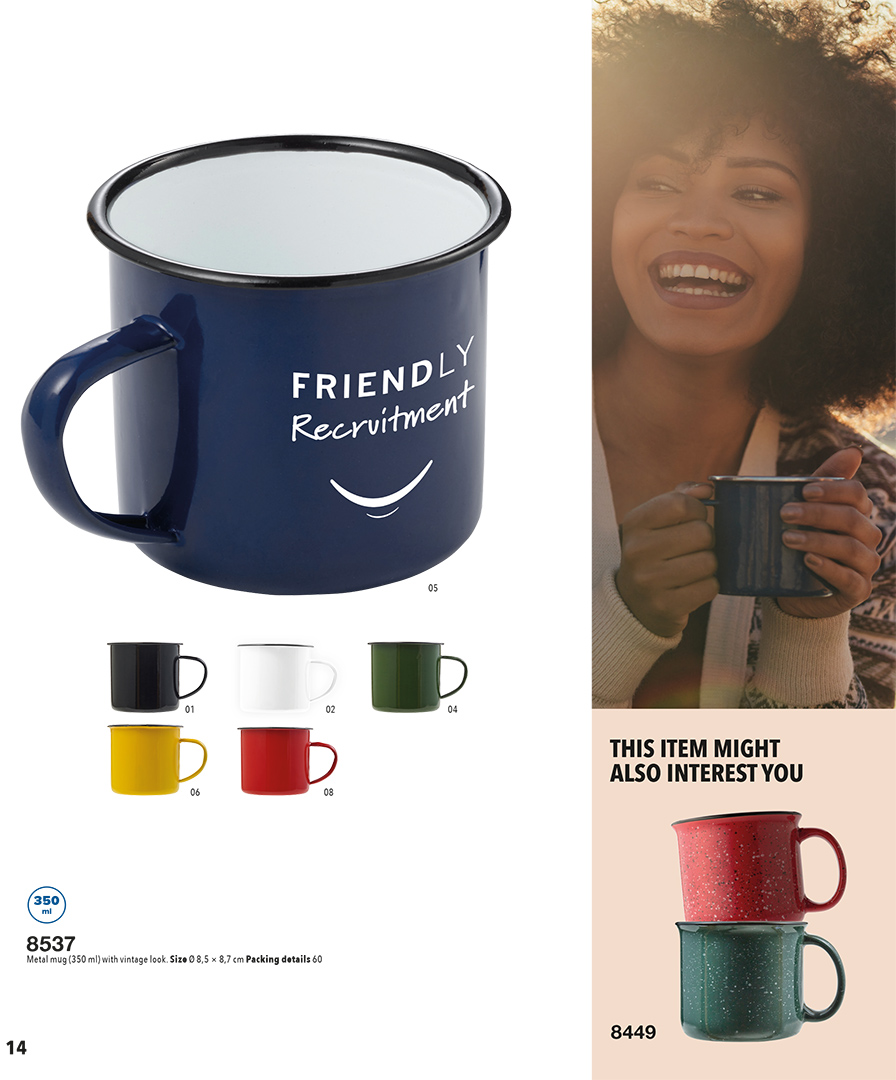 FRIENDLY
Recruitment
05
01
02
04
06
08
350
ml
8537
Metal mug (350 ml) with vintage look. Size Ø 8,5 × 8,7 cm Packing details 60
14
THIS ITEM MIGHT
ALSO INTEREST YOU
8449